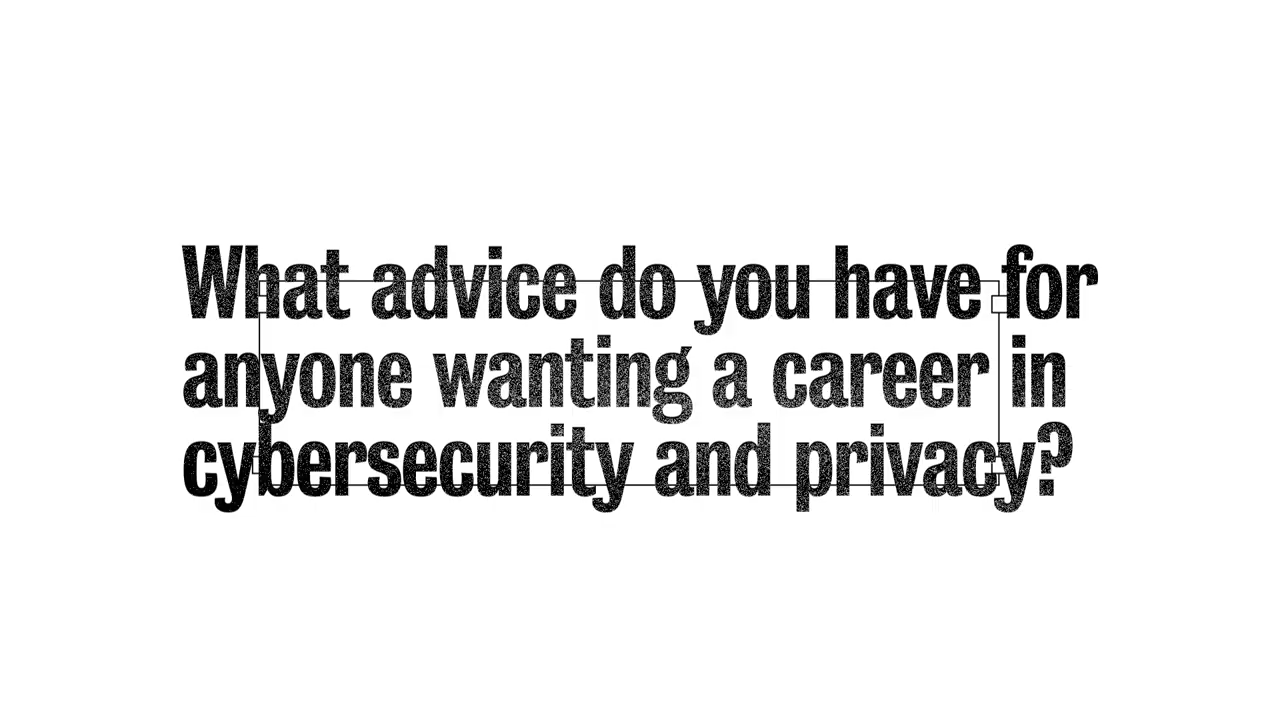 What advice do you have for
anyone wanting a career in
cybersecurity and privacy?